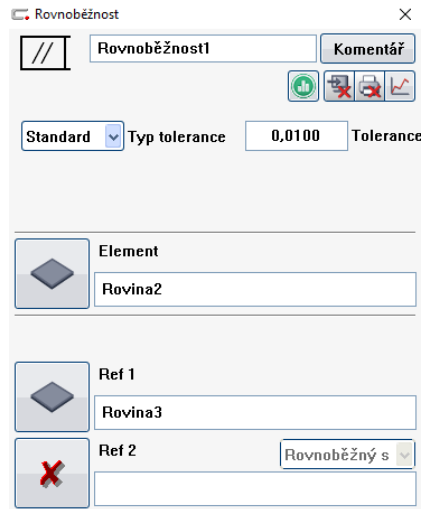 Rovnoběžnost
Rovnoběžnost1
Komentář
Standard Typ tolerance 0,0100 Tolerance
Element
Rovina2
Ref 1
Rovina3
Ref 2 Rovnoběžný s